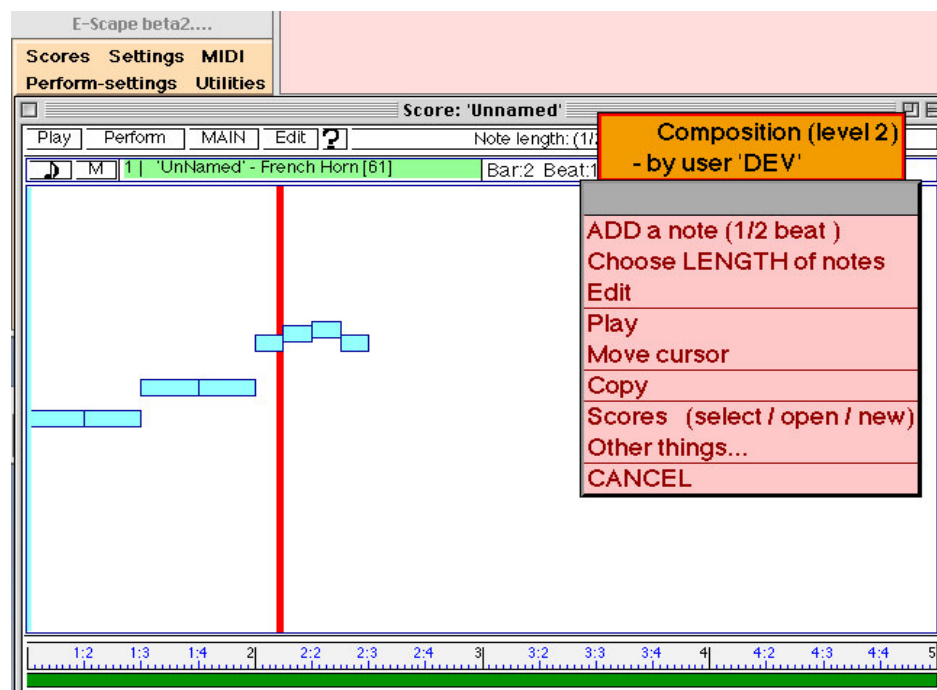 E-Scape beta2....
Scores Settings MIDI
Perform-settings Utilities
Score: 'Unnamed'
Play Perform MAIN Edit ? Note length: (1/2
M 1| 'UnNamed' - French Horn [61] Bar:2 Beat:1
Composition (level 2)
- by user 'DEV'
ADD a note (1/2 beat )
Choose LENGTH of notes
Edit
Play
Move cursor
Copy
Scores (select / open / new)
Other things...
CANCEL
1:2 1:3 1:4 2 2:2 2:3 2:4 3 3:2 3:3 3:4 4 4:2 4:3 4:4 5